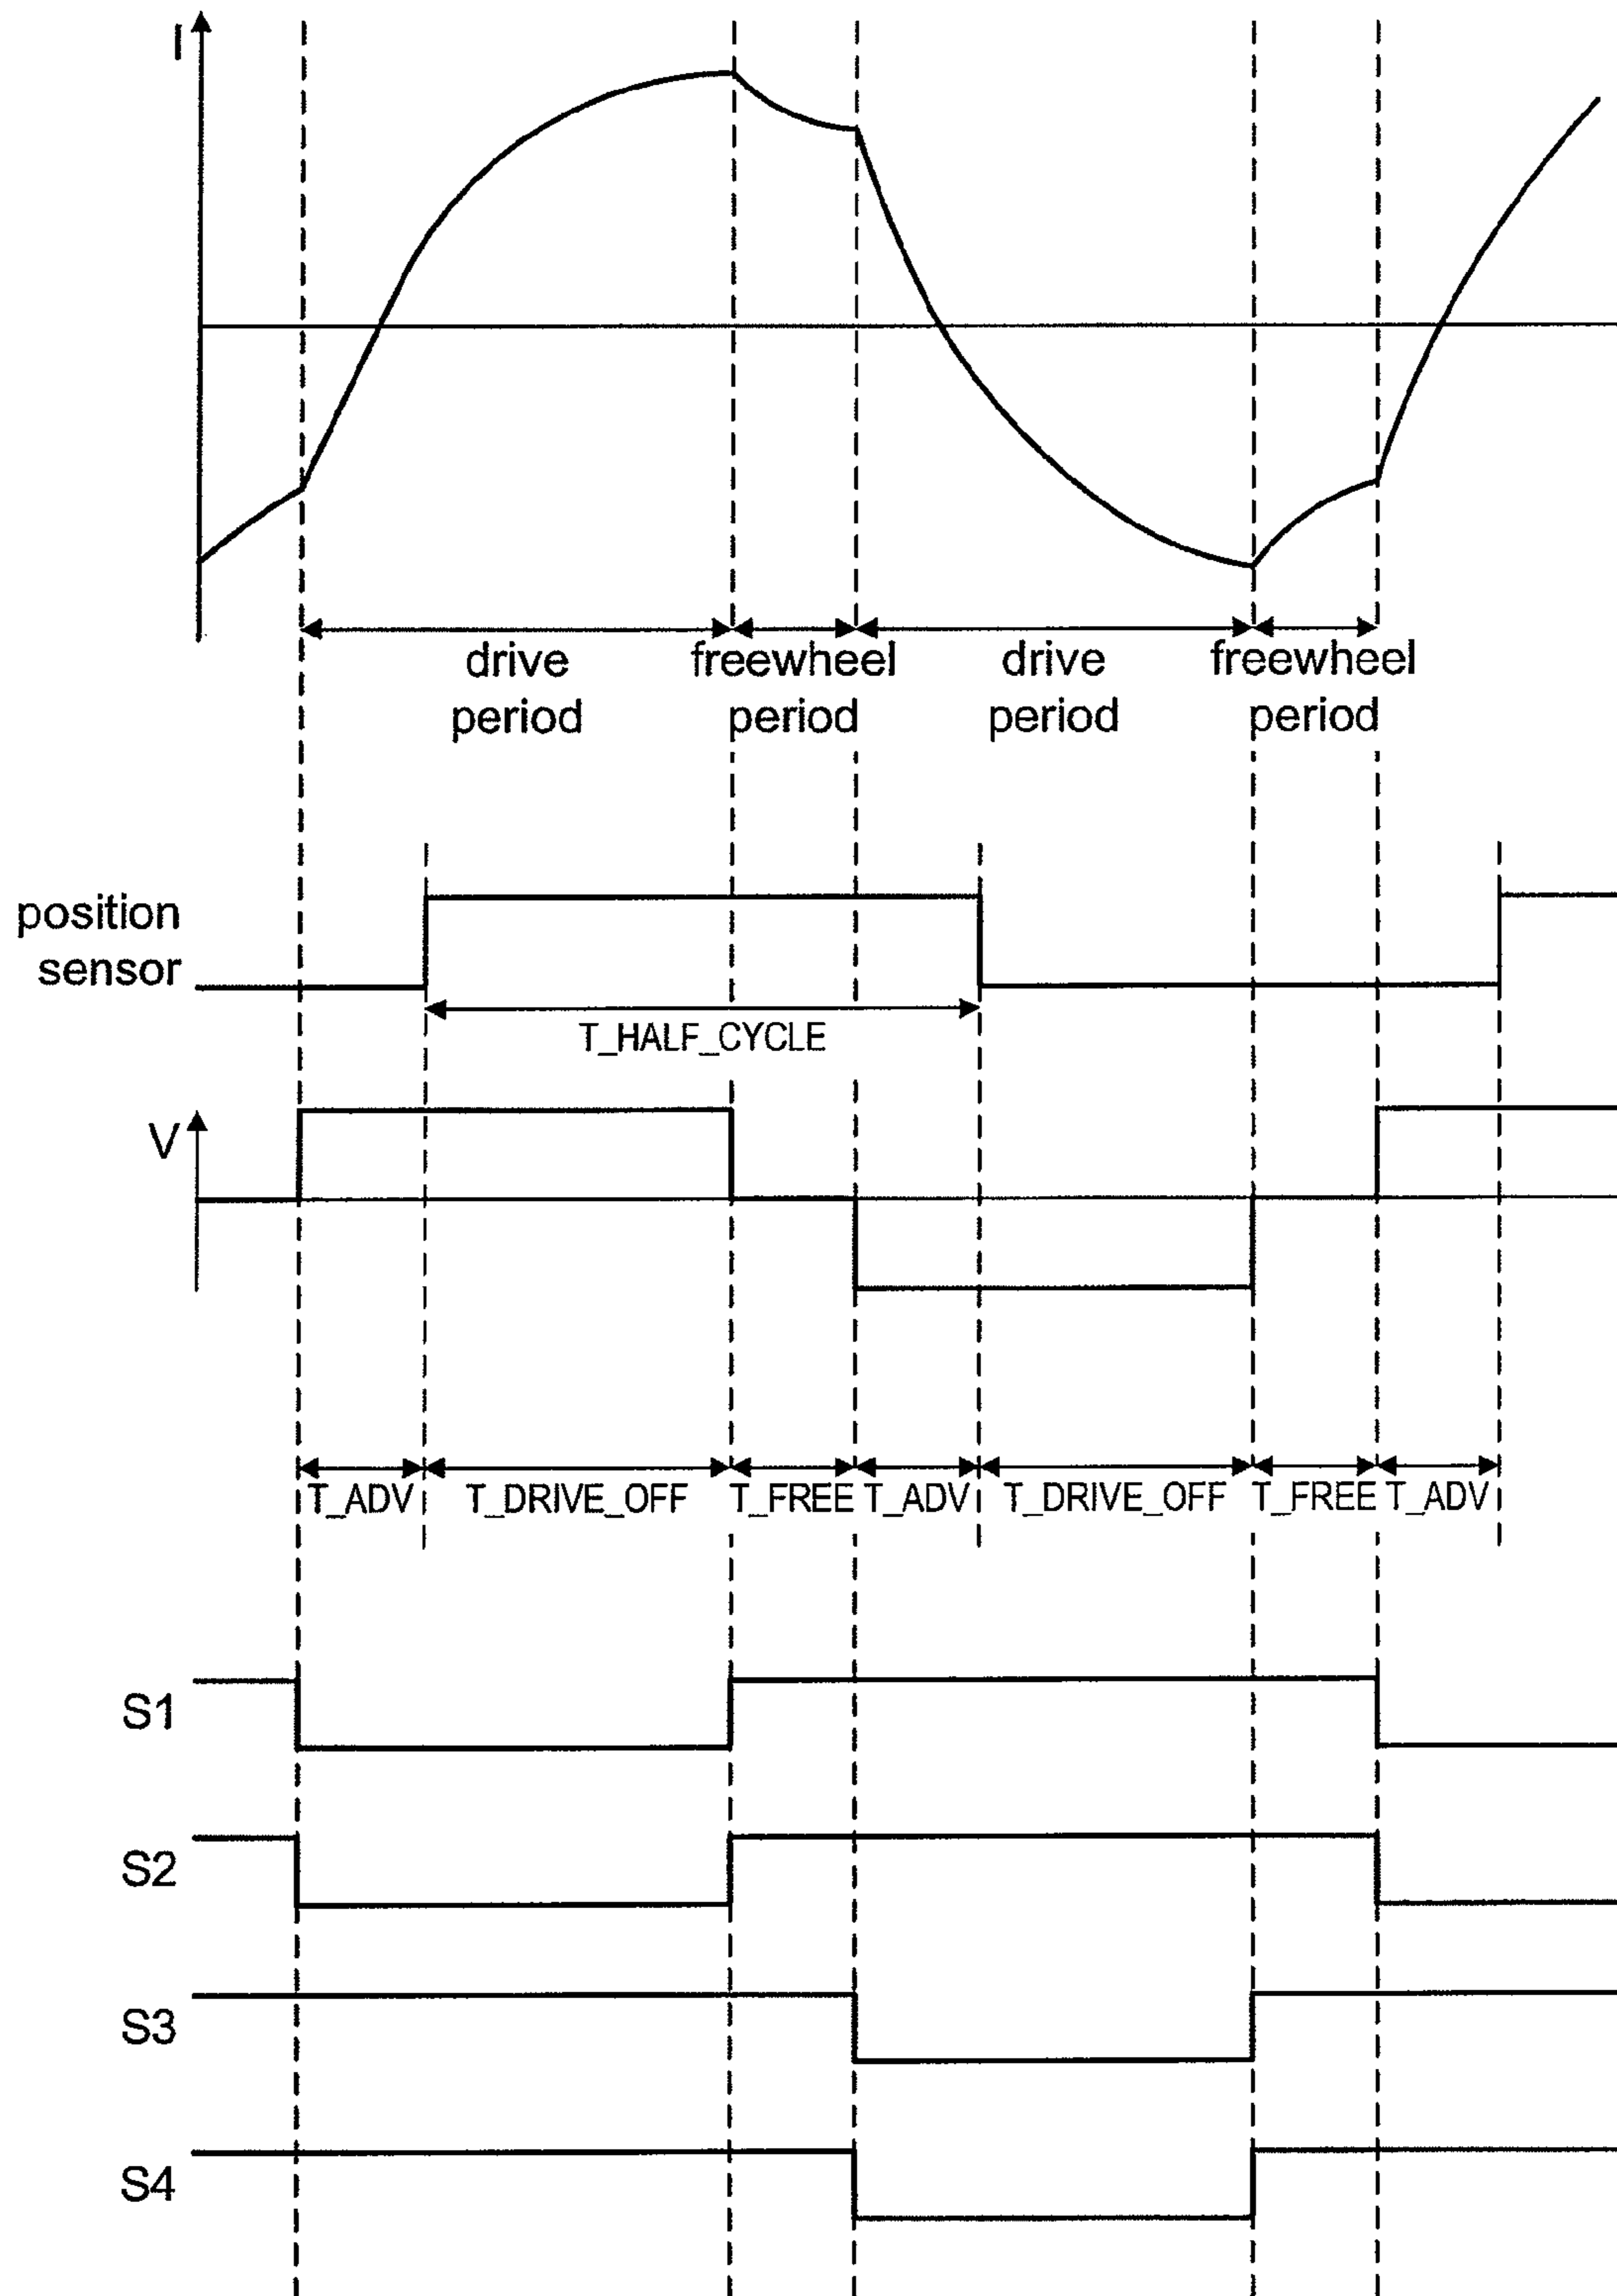 I
drive period
freewheel period
drive period
freewheel period
position sensor
T_HALF_CYCLE
V
T_ADV
T_DRIVE_OFF
T_FREE
T_ADV
T_DRIVE_OFF
T_FREE
T_ADV
S1
S2
S3
S4